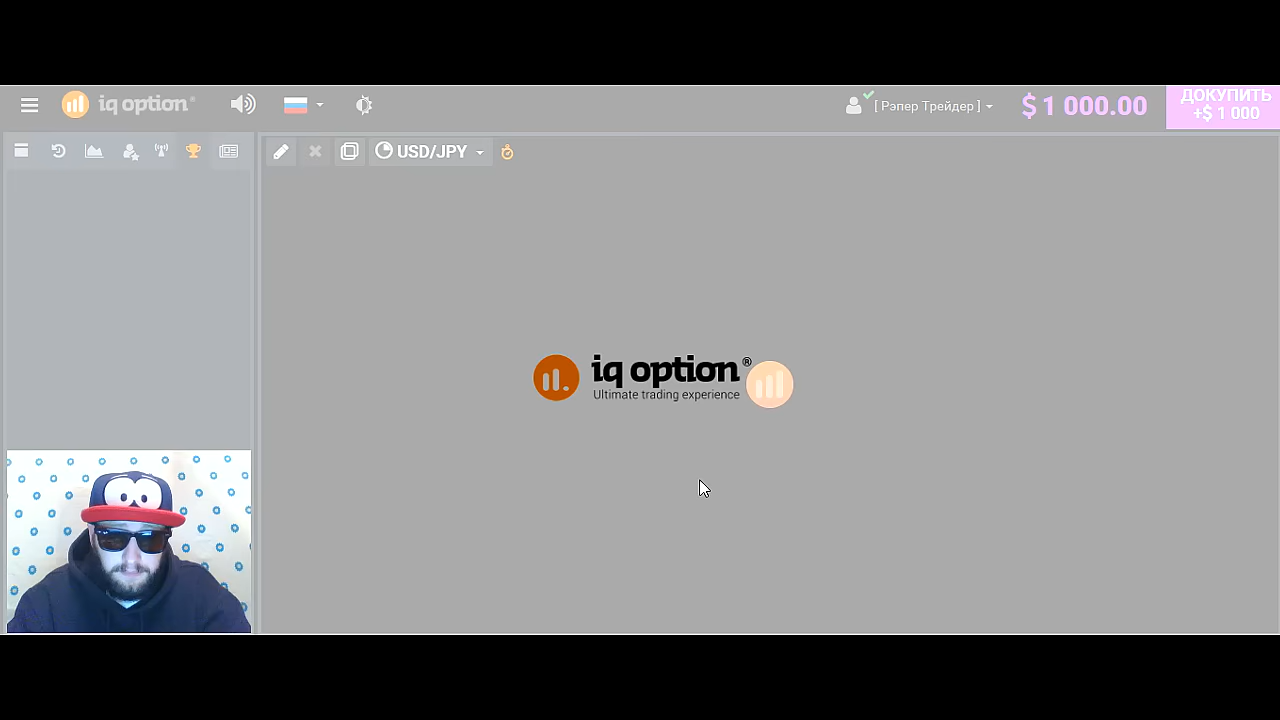 iq option®
[ Рэпер Трейдер ]
$ 1 000.00
ДОКУПИТЬ
+$ 1 000
USD/JPY
iq option®
Ultimate trading experience